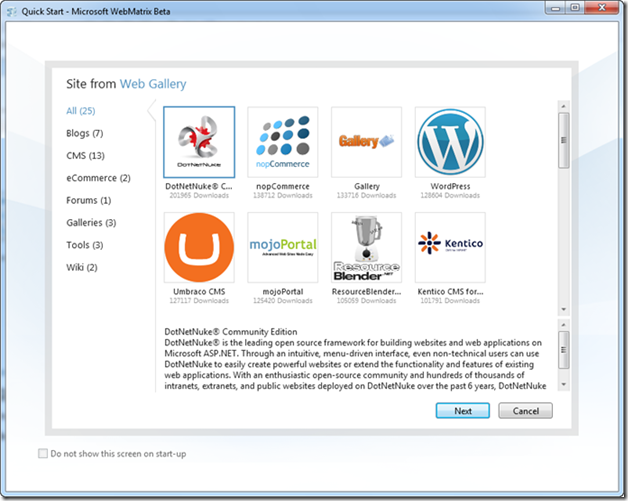 Quick Start - Microsoft WebMatrix Beta
Site from Web Gallery
All (25)
Blogs (7)
CMS (13)
eCommerce (2)
Forums (1)
Galleries (3)
Tools (3)
Wiki (2)
DotNetNuke
nopCommerce
Gallery
W
DotNetNuke® C...
nopCommerce
Gallery
WordPress
201965 Downloads
138712 Downloads
133716 Downloads
128604 Downloads
mojoPortal
Advanced Web Sites Made Easy
Resource
Blender.NET
Kentico
Umbraco CMS
mojoPortal
ResourceBlender...
Kentico CMS for...
127117 Downloads
125420 Downloads
105059 Downloads
101791 Downloads
DotNetNuke® Community Edition
DotNetNuke® is the leading open source framework for building websites and web applications on
Microsoft ASP.NET. Through an intuitive, menu-driven interface, even non-technical users can use
DotNetNuke to easily create powerful websites or extend the functionality and features of existing
web applications. With an enthusiastic open-source community and hundreds of thousands of
intranets, extranets, and public websites deployed on DotNetNuke over the past 6 years, DotNetNuke
Next
Cancel
Do not show this screen on start-up